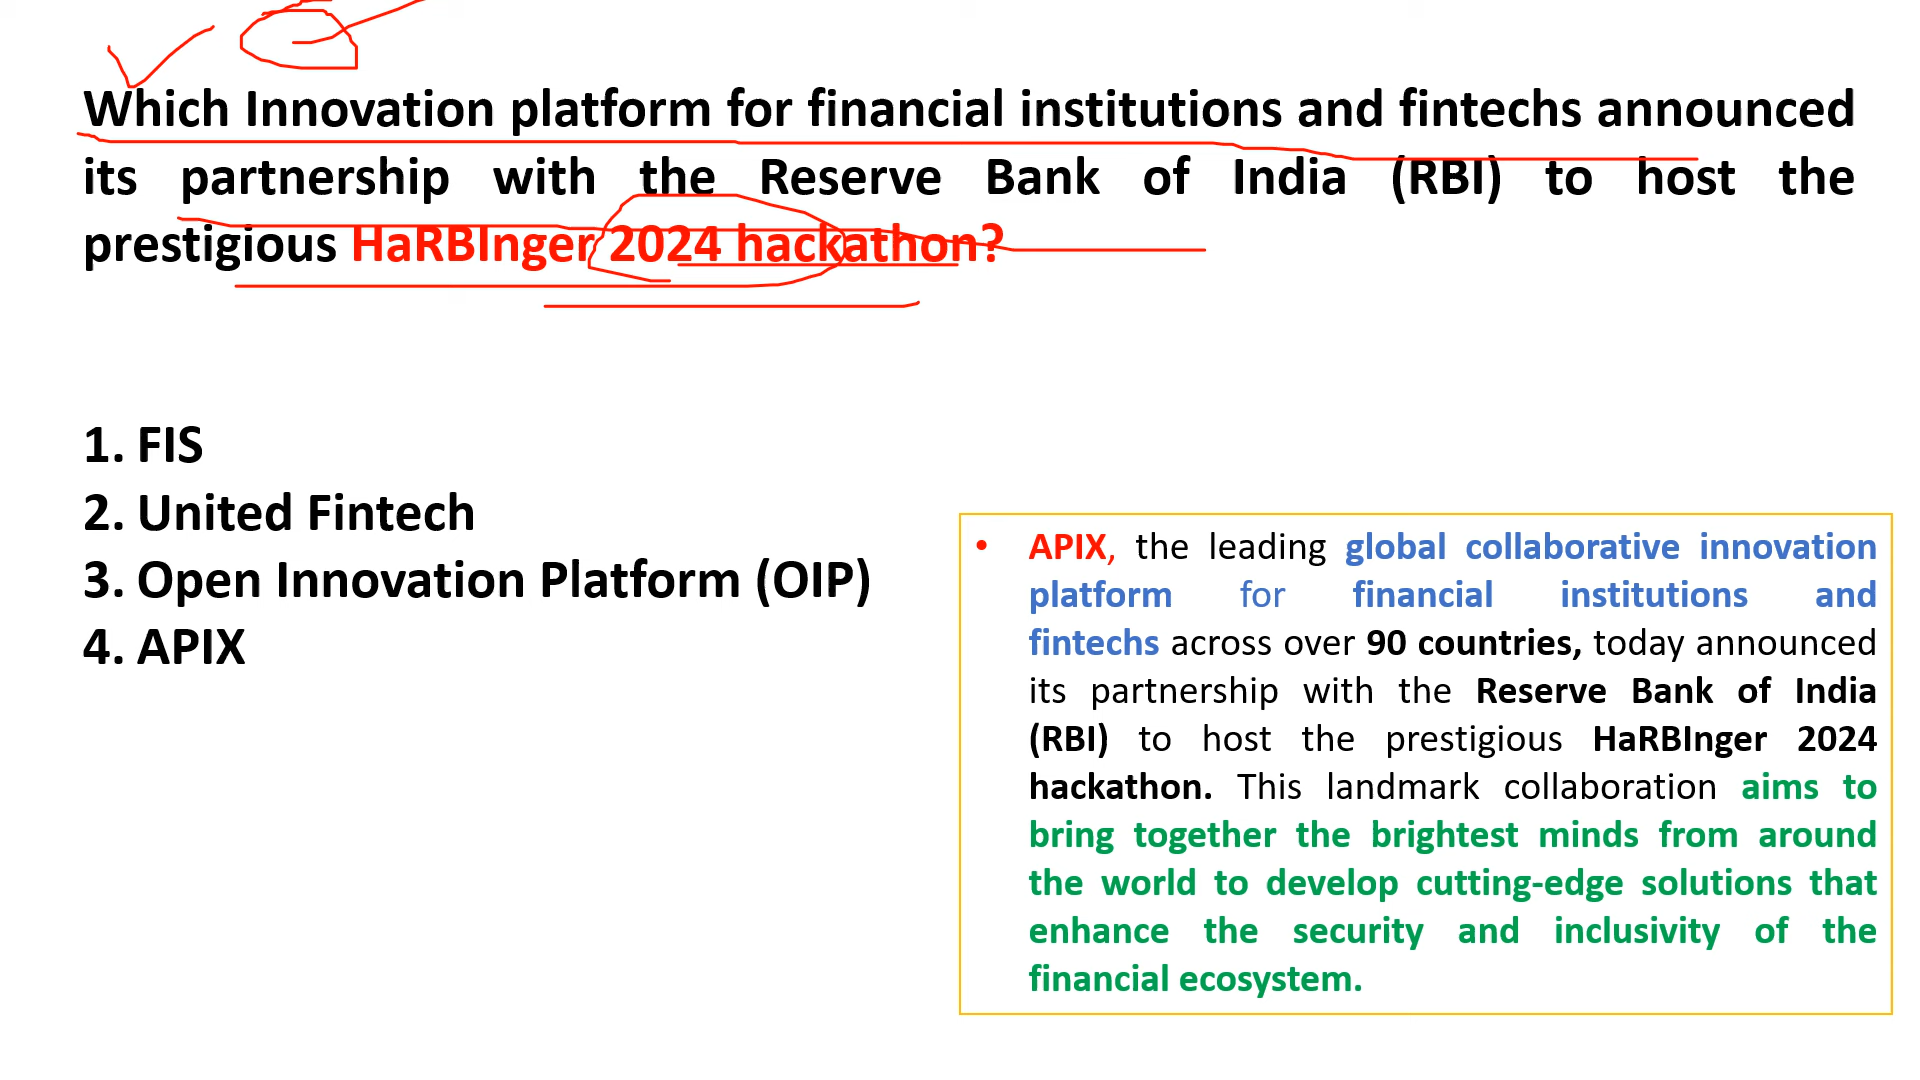 Which Innovation platform for financial institutions and fintechs announced
its partnership with the Reserve Bank of India (RBI) to host the
prestigious HaRBInger 2024 hackathon?
1. FIS
2. United Fintech
3. Open Innovation Platform (OIP)
4. APIX
• APIX, the leading global collaborative innovation
platform for financial institutions and
fintechs across over 90 countries, today announced
its partnership with the Reserve Bank of India
(RBI) to host the prestigious HaRBInger 2024
hackathon. This landmark collaboration aims to
bring together the brightest minds from around
the world to develop cutting-edge solutions that
enhance the security and inclusivity of the
financial ecosystem.